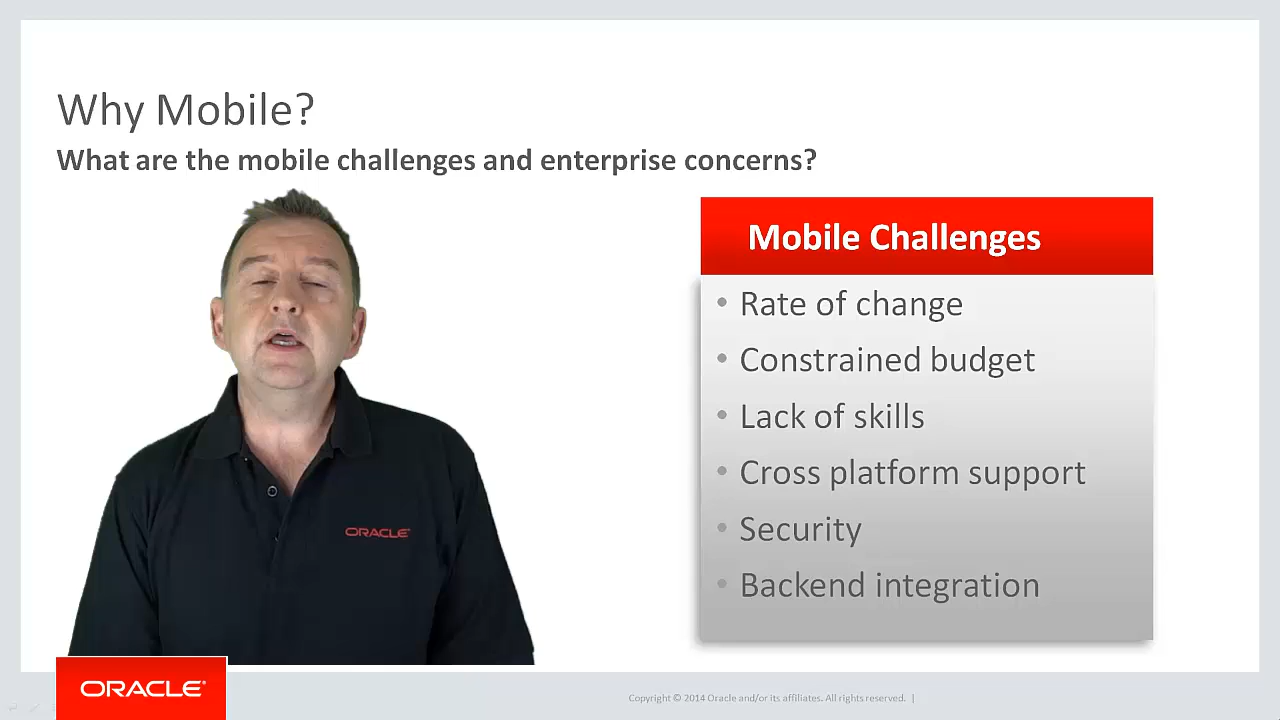 Why Mobile?
What are the mobile challenges and enterprise concerns?
Mobile Challenges
• Rate of change
• Constrained budget
• Lack of skills
• Cross platform support
• Security
• Backend integration
ORACLE®
ORACLE®
Copyright © 2014 Oracle and/or its affiliates. All rights reserved. |